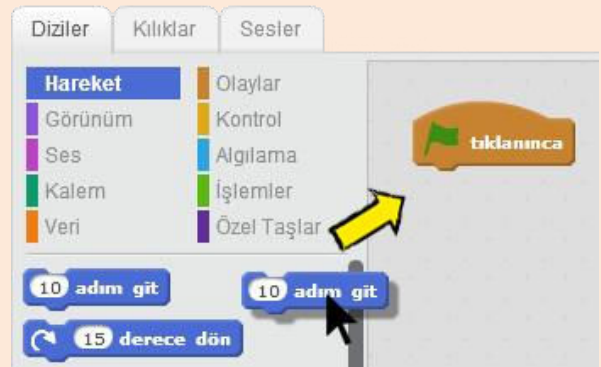 Diziler Kılıklar Sesler
Hareket Olaylar
Görünüm Kontrol
Ses Algılama
Kalem İşlemler
Veri Özel Taşlar
tıklanınca
10 adım git
10 adım git
15 derece dön